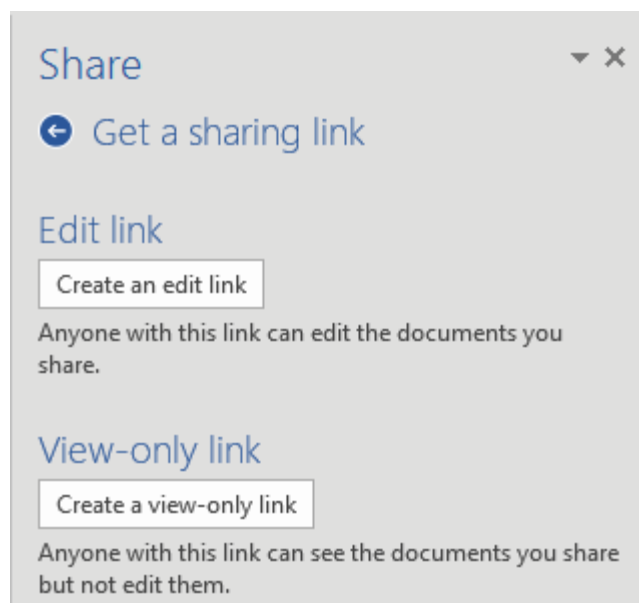 Share
Get a sharing link
Edit link
Create an edit link
Anyone with this link can edit the documents you
share.
View-only link
Create a view-only link
Anyone with this link can see the documents you share
but not edit them.